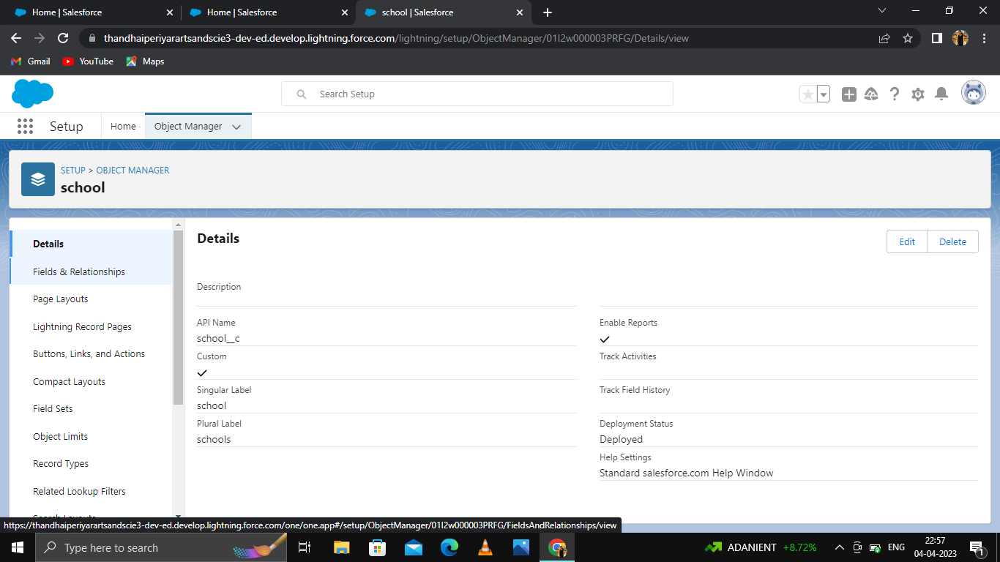 Home | Salesforce
Home | Salesforce
school | Salesforce
thandhaiperiyarartsandscie3-dev-ed.develop.lightning.force.com/lightning/setup/ObjectManager/01I2w000003PRFG/Details/view
Gmail
YouTube
Maps
Search Setup
Setup
Home
Object Manager
SETUP > OBJECT MANAGER
school
Details
Fields & Relationships
Page Layouts
Lightning Record Pages
Buttons, Links, and Actions
Compact Layouts
Field Sets
Object Limits
Record Types
Related Lookup Filters
Search Layouts
Details
Edit
Delete
Description
API Name
school__c
Custom
Singular Label
school
Plural Label
schools
Enable Reports
Track Activities
Track Field History
Deployment Status
Deployed
Help Settings
Standard salesforce.com Help Window
https://thandhaiperiyarartsandscie3-dev-ed.develop.lightning.force.com/one/one.app#/setup/ObjectManager/01I2w000003PRFG/FieldsAndRelationships/view
Type here to search
ADANIENT +8.72%
ENG
22:57
04-04-2023
1